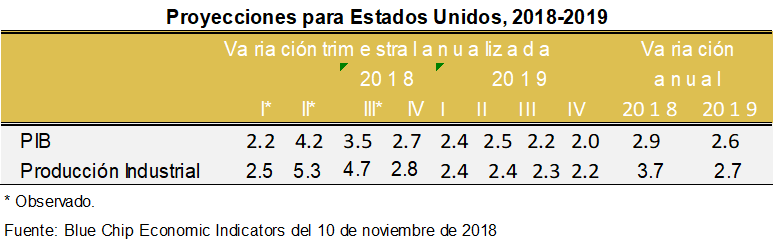 Proyecciones para Estados Unidos, 2018-2019
Variación trimestral anualizada Variación
2018 2019 anual
I* II* III* IV I II III IV 2018 2019
PIB 2.2 4.2 3.5 2.7 2.4 2.5 2.2 2.0 2.9 2.6
Producción Industrial 2.5 5.3 4.7 2.8 2.4 2.4 2.3 2.2 3.7 2.7
* Observado.
Fuente: Blue Chip Economic Indicators del 10 de noviembre de 2018